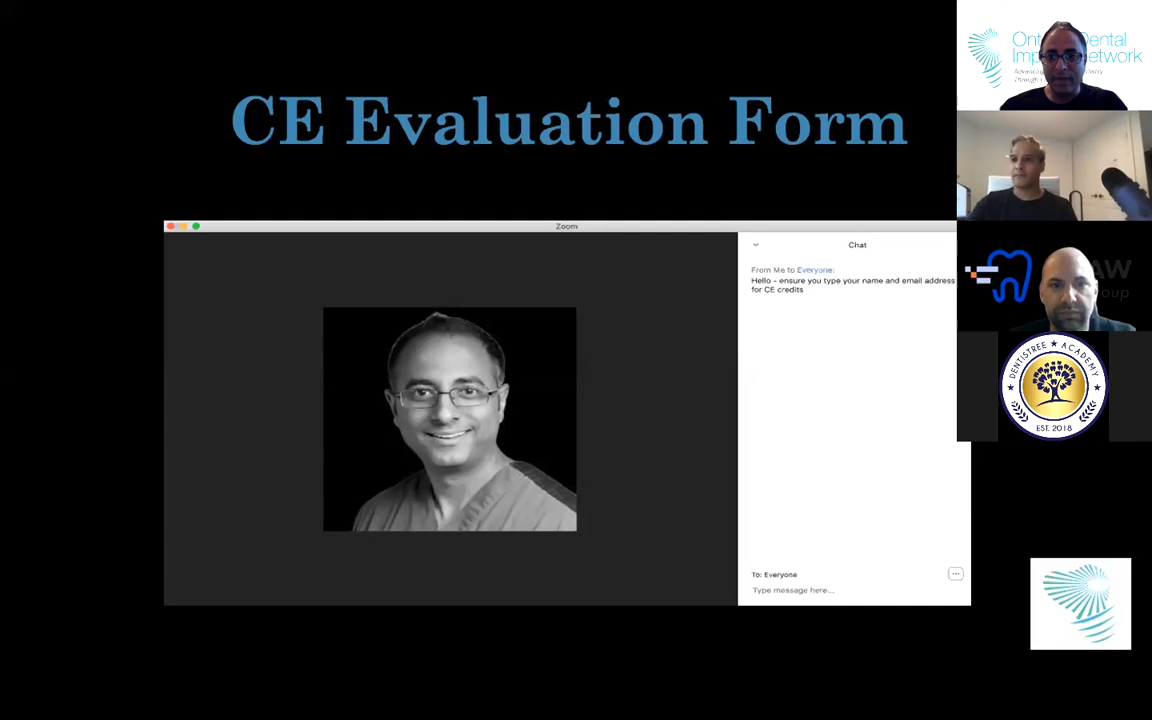 CE Evaluation Form
Zoom
Chat
From Me to Everyone:
Hello - ensure you type your name and email address
for CE credits
To: Everyone
Type message here...
DENTISTREE ★ ACADEMY
EST. 2018